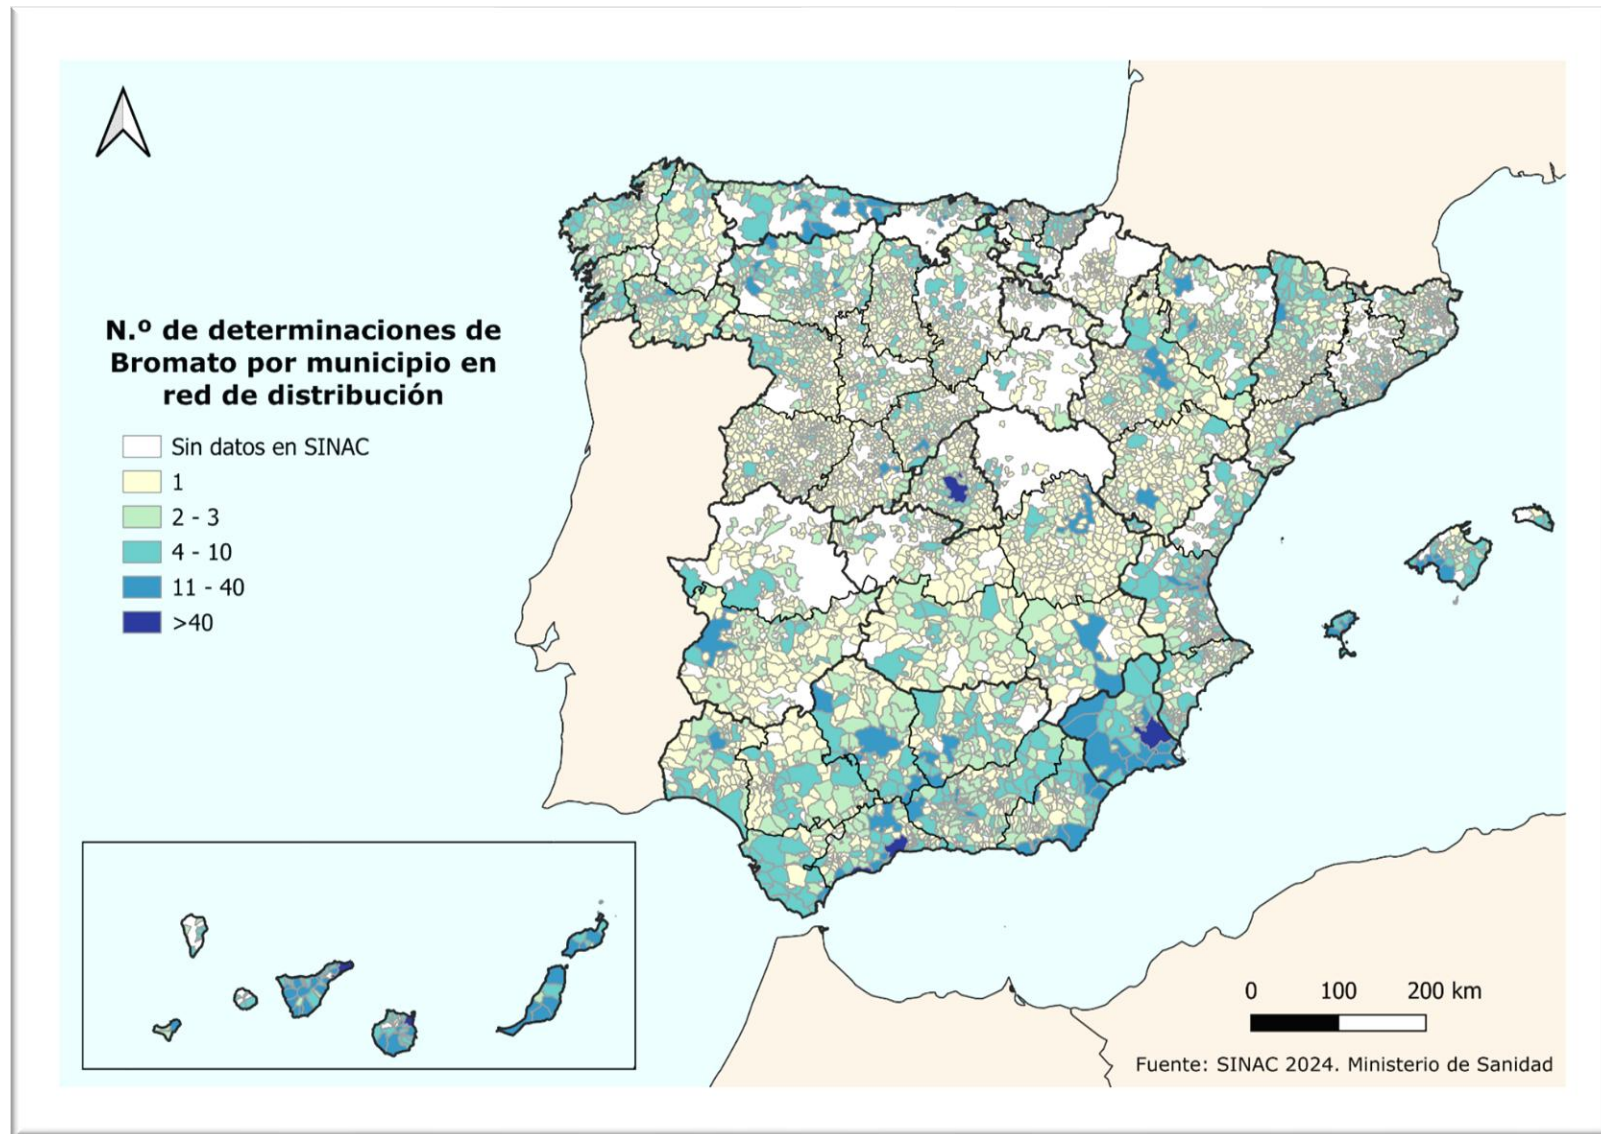 N.º de determinaciones de
Bromato por municipio en
red de distribución
Sin datos en SINAC
1
2 - 3
4 - 10
11 - 40
>40
0 100 200 km
Fuente: SINAC 2024. Ministerio de Sanidad